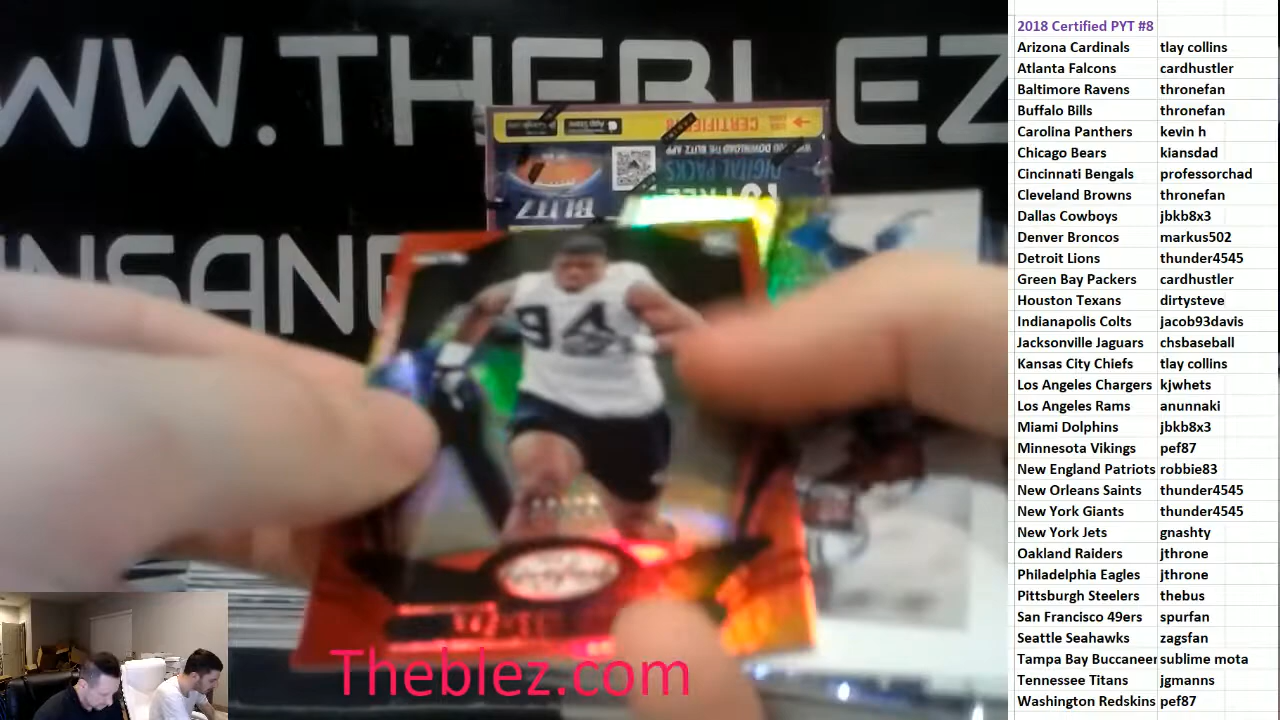 WW.THEBLEZ
INSANE
CERTIFIED
DIGITAL PACKS
10 FREE
BLITZ
94
Theblez.com
2018 Certified PYT #8
Arizona Cardinals tlay collins
Atlanta Falcons cardhustler
Baltimore Ravens thronefan
Buffalo Bills thronefan
Carolina Panthers kevin h
Chicago Bears kiansdad
Cincinnati Bengals professorchad
Cleveland Browns thronefan
Dallas Cowboys jbkb8x3
Denver Broncos markus502
Detroit Lions thunder4545
Green Bay Packers cardhustler
Houston Texans dirtysteve
Indianapolis Colts jacob93davis
Jacksonville Jaguars chsbaseball
Kansas City Chiefs tlay collins
Los Angeles Chargers kjwhets
Los Angeles Rams anunnaki
Miami Dolphins jbkb8x3
Minnesota Vikings pef87
New England Patriots robbie83
New Orleans Saints thunder4545
New York Giants thunder4545
New York Jets gnashty
Oakland Raiders jthrone
Philadelphia Eagles jthrone
Pittsburgh Steelers thebus
San Francisco 49ers spurfan
Seattle Seahawks zagsfan
Tampa Bay Buccaneer sublime mota
Tennessee Titans jgmanns
Washington Redskins pef87